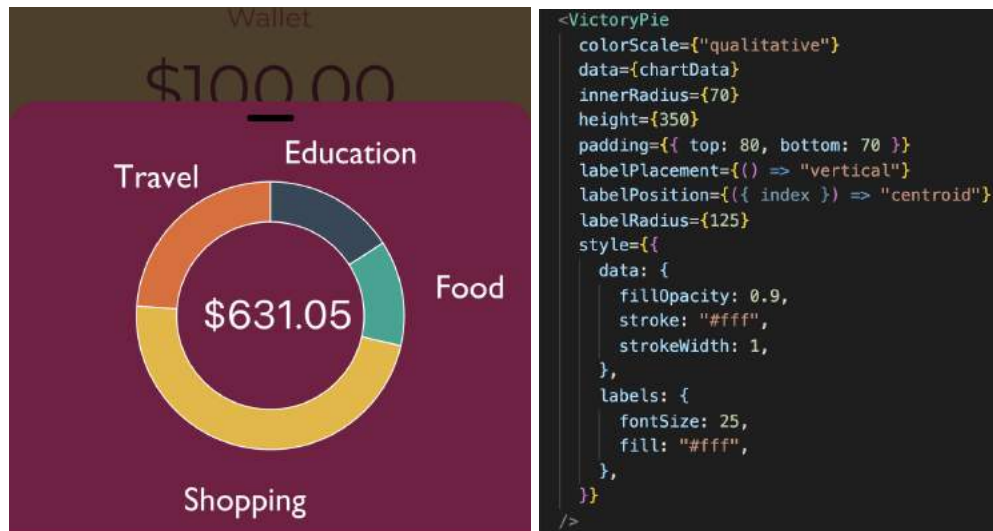 Wallet
$100.00
Education
Travel
Food
$631.05
Shopping
<VictoryPie
colorScale={"qualitative"}
data={chartData}
innerRadius={70}
height={350}
padding={{ top: 80, bottom: 70 }}
labelPlacement={() => "vertical"}
labelPosition={({ index }) => "centroid"}
labelRadius={125}
style={{
data: {
fillOpacity: 0.9,
stroke: "#fff",
strokeWidth: 1,
},
labels: {
fontSize: 25,
fill: "#fff",
},
}}
/>